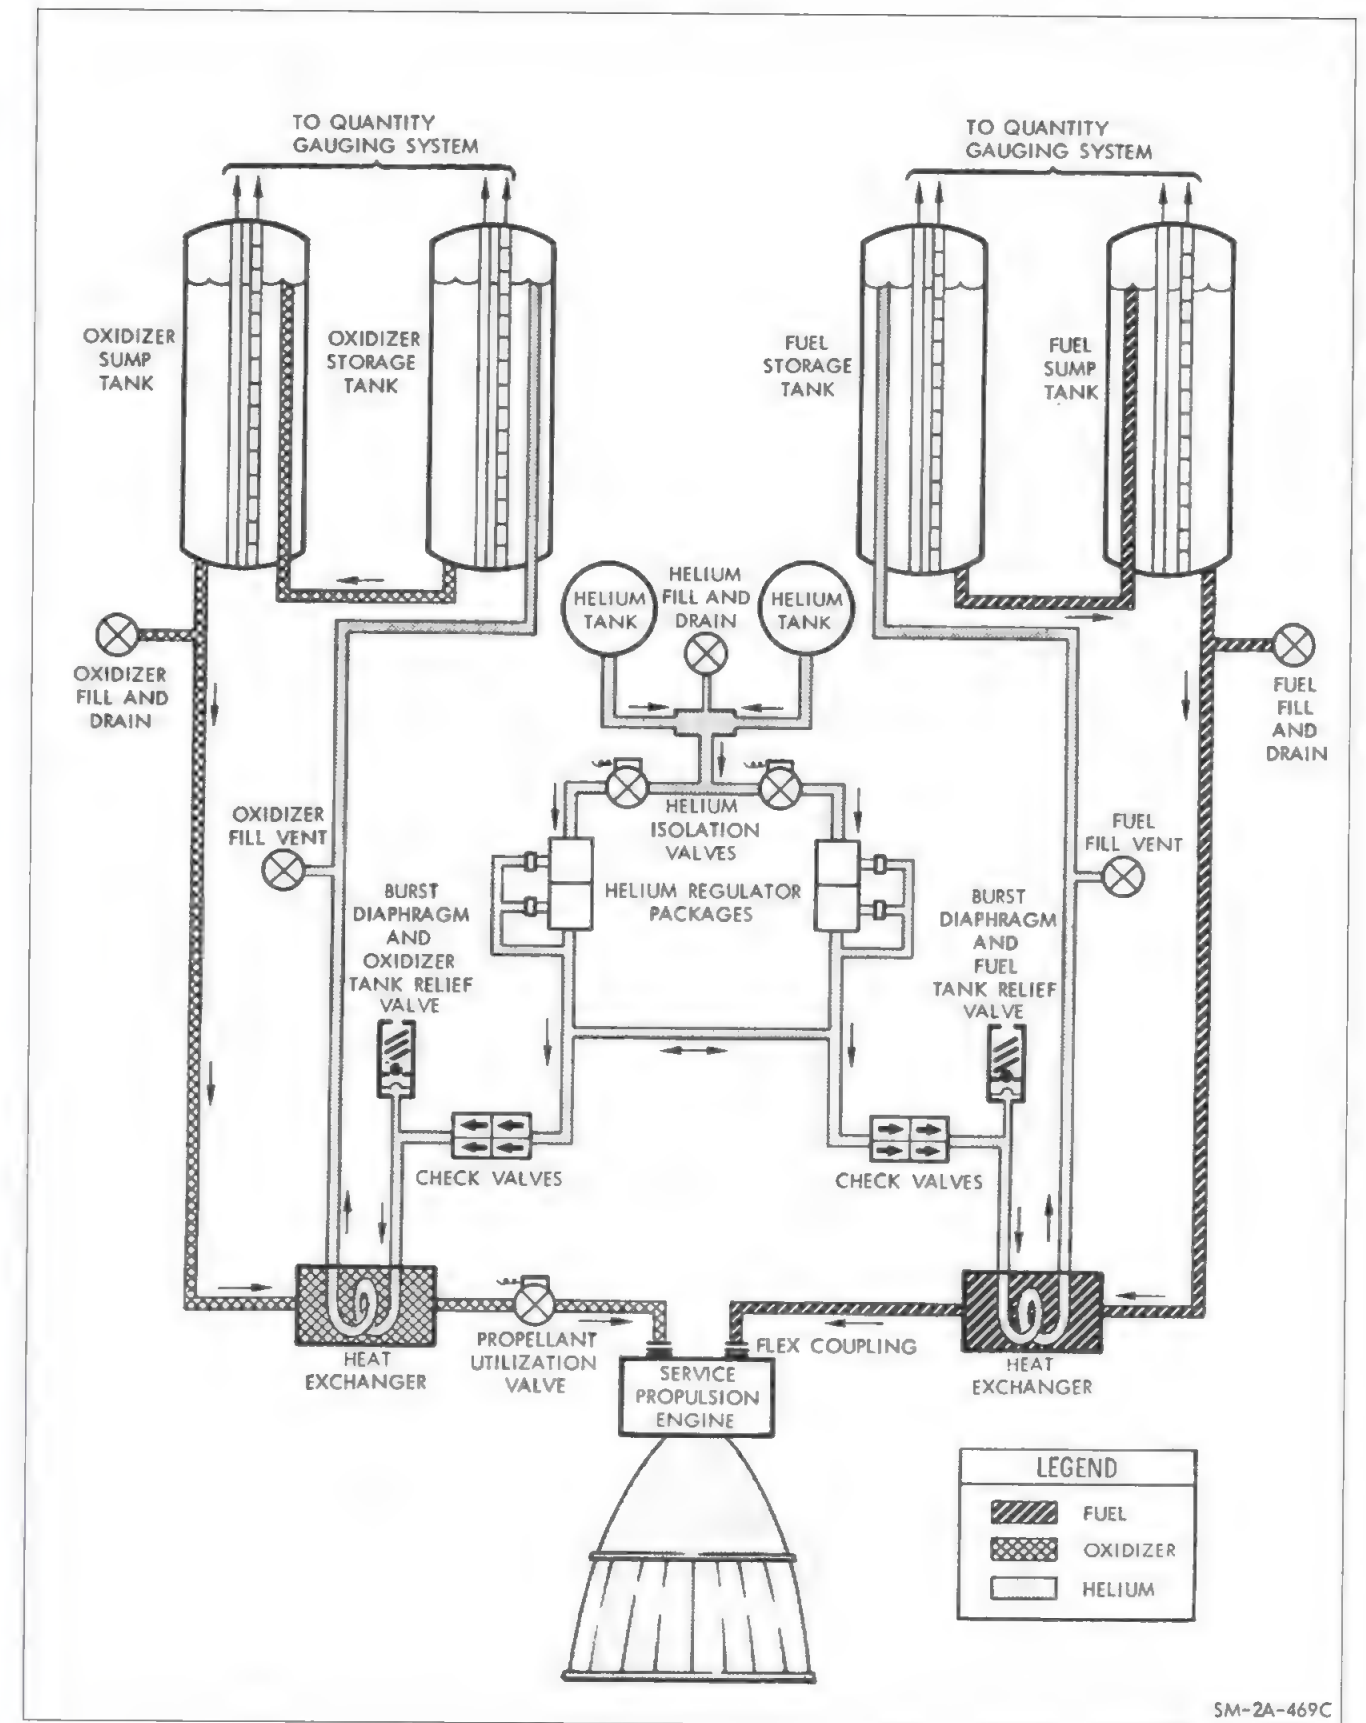 TO QUANTITY
GAUGING SYSTEM
TO QUANTITY
GAUGING SYSTEM
OXIDIZER
SUMP
TANK
OXIDIZER
STORAGE
TANK
FUEL
STORAGE
TANK
FUEL
SUMP
TANK
HELIUM
TANK
HELIUM
FILL AND
DRAIN
HELIUM
TANK
OXIDIZER
FILL AND
DRAIN
FUEL
FILL
AND
DRAIN
OXIDIZER
FILL VENT
HELIUM
ISOLATION
VALVES
FUEL
FILL VENT
HELIUM REGULATOR
PACKAGES
BURST
DIAPHRAGM
AND
OXIDIZER
TANK RELIEF
VALVE
BURST
DIAPHRAGM
AND
FUEL
TANK RELIEF
VALVE
CHECK VALVES
CHECK VALVES
HEAT
EXCHANGER
PROPELLANT
UTILIZATION
VALVE
FLEX COUPLING
HEAT
EXCHANGER
SERVICE
PROPULSION
ENGINE
LEGEND
FUEL
OXIDIZER
HELIUM
SM-2A-469C